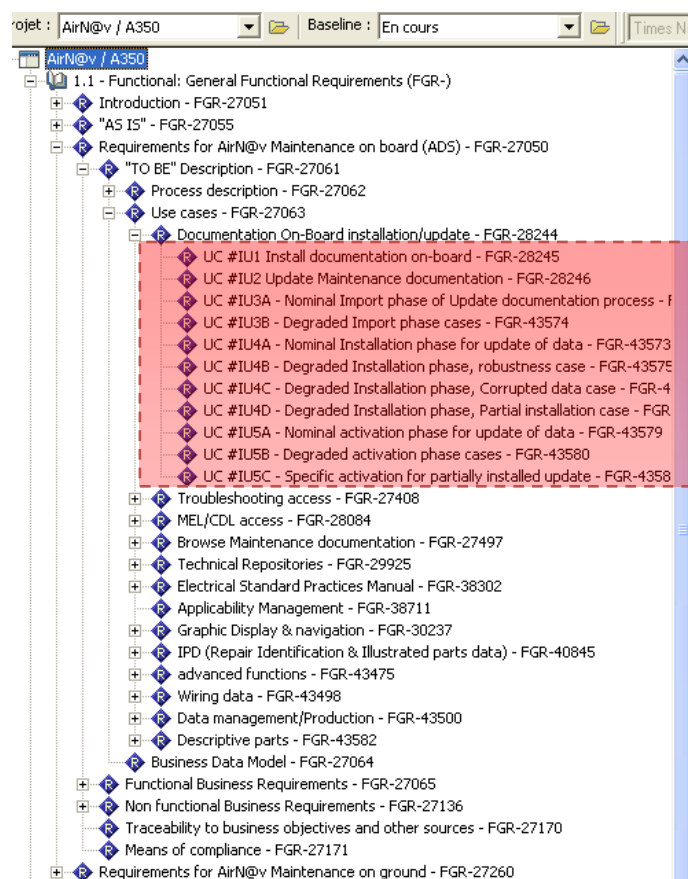 rojet : AirN@v / A350 Baseline : En cours Times N
AirN@v / A350
1.1 - Functional: General Functional Requirements (FGR-)
Introduction - FGR-27051
"AS IS" - FGR-27055
Requirements for AirN@v Maintenance on board (ADS) - FGR-27050
"TO BE" Description - FGR-27061
Process description - FGR-27062
Use cases - FGR-27063
Documentation On-Board installation/update - FGR-28244
UC #IU1 Install documentation on-board - FGR-28245
UC #IU2 Update Maintenance documentation - FGR-28246
UC #IU3A - Nominal Import phase of Update documentation process - F
UC #IU3B - Degraded Import phase cases - FGR-43574
UC #IU4A - Nominal Installation phase for update of data - FGR-43573
UC #IU4B - Degraded Installation phase, robustness case - FGR-43575
UC #IU4C - Degraded Installation phase, Corrupted data case - FGR-4
UC #IU4D - Degraded Installation phase, Partial installation case - FGR
UC #IU5A - Nominal activation phase for update of data - FGR-43579
UC #IU5B - Degraded activation phase cases - FGR-43580
UC #IU5C - Specific activation for partially installed update - FGR-4358
Troubleshooting access - FGR-27408
MEL/CDL access - FGR-28084
Browse Maintenance documentation - FGR-27497
Technical Repositories - FGR-29925
Electrical Standard Practices Manual - FGR-38302
Applicability Management - FGR-38711
Graphic Display & navigation - FGR-30237
IPD (Repair Identification & Illustrated parts data) - FGR-40845
advanced functions - FGR-43475
Wiring data - FGR-43498
Data management/Production - FGR-43500
Descriptive parts - FGR-43582
Business Data Model - FGR-27064
Functional Business Requirements - FGR-27065
Non functional Business Requirements - FGR-27136
Traceability to business objectives and other sources - FGR-27170
Means of compliance - FGR-27171
Requirements for AirN@v Maintenance on ground - FGR-27260